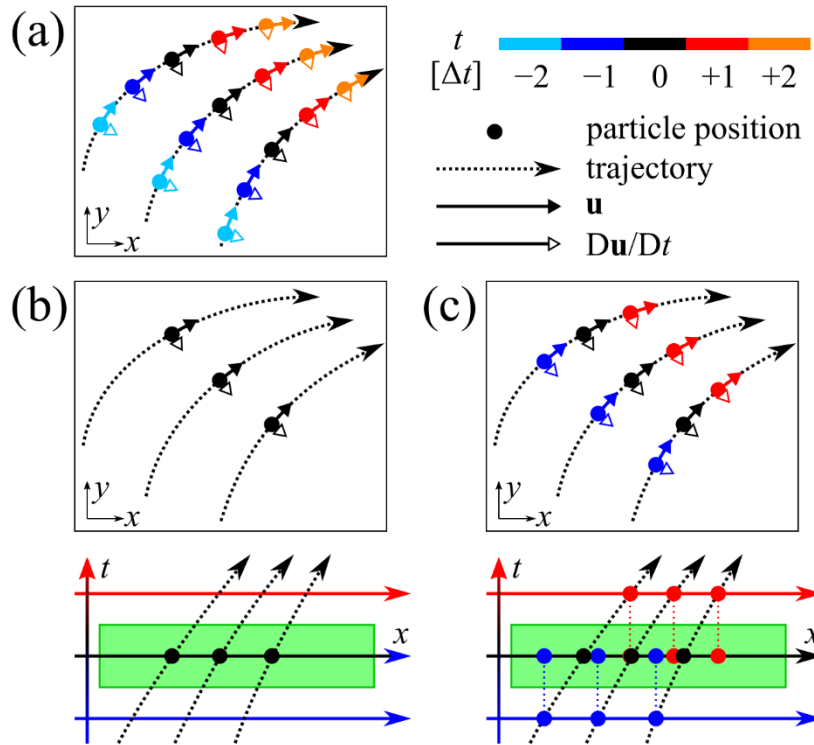 (a)
y
x
t
[Δt]
−2 −1 0 +1 +2
particle position
trajectory
u
Du/Dt
(b)
y
x
(c)
y
x
t
x
t
x